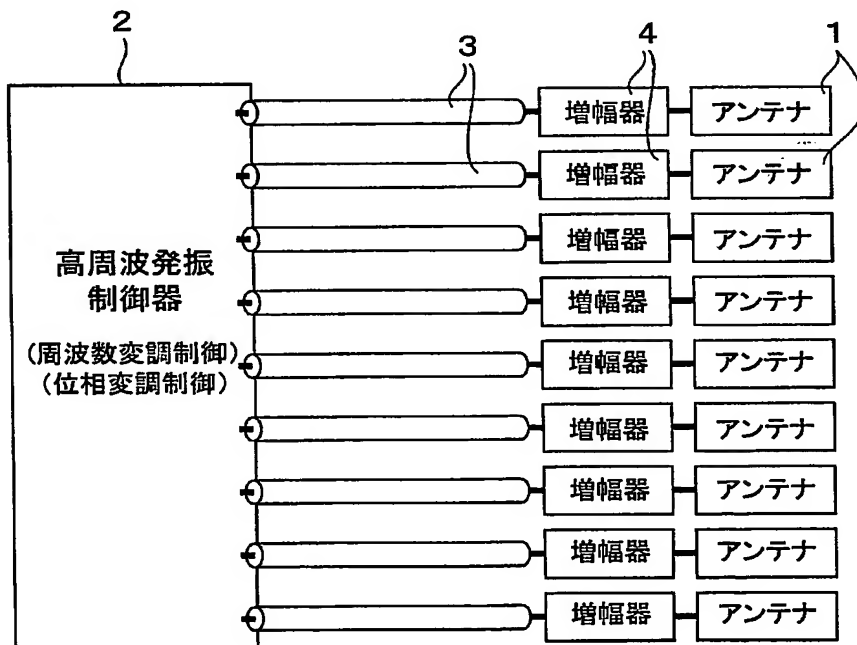 2
3
4
1
増幅器 アンテナ
増幅器 アンテナ
増幅器 アンテナ
高周波発振
制御器
増幅器 アンテナ
(周波数変調制御)
(位相変調制御)
増幅器 アンテナ
増幅器 アンテナ
増幅器 アンテナ
増幅器 アンテナ
増幅器 アンテナ